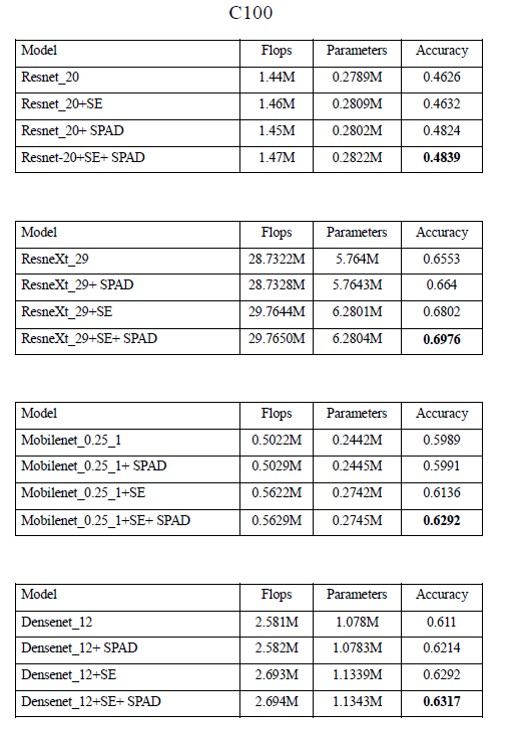 C100
Model Flops Parameters Accuracy
Resnet_20 1.44M 0.2789M 0.4626
Resnet_20+SE 1.46M 0.2809M 0.4632
Resnet_20+ SPAD 1.45M 0.2802M 0.4824
Resnet-20+SE+ SPAD 1.47M 0.2822M 0.4839
Model Flops Parameters Accuracy
ResneXt_29 28.7322M 5.764M 0.6553
ResneXt_29+ SPAD 28.7328M 5.7643M 0.664
ResneXt_29+SE 29.7644M 6.2801M 0.6802
ResneXt_29+SE+ SPAD 29.7650M 6.2804M 0.6976
Model Flops Parameters Accuracy
Mobilenet_0.25_1 0.5022M 0.2442M 0.5989
Mobilenet_0.25_1+ SPAD 0.5029M 0.2445M 0.5991
Mobilenet_0.25_1+SE 0.5622M 0.2742M 0.6136
Mobilenet_0.25_1+SE+ SPAD 0.5629M 0.2745M 0.6292
Model Flops Parameters Accuracy
Densenet_12 2.581M 1.078M 0.611
Densenet_12+ SPAD 2.582M 1.0783M 0.6214
Densenet_12+SE 2.693M 1.1339M 0.6292
Densenet_12+SE+ SPAD 2.694M 1.1343M 0.6317